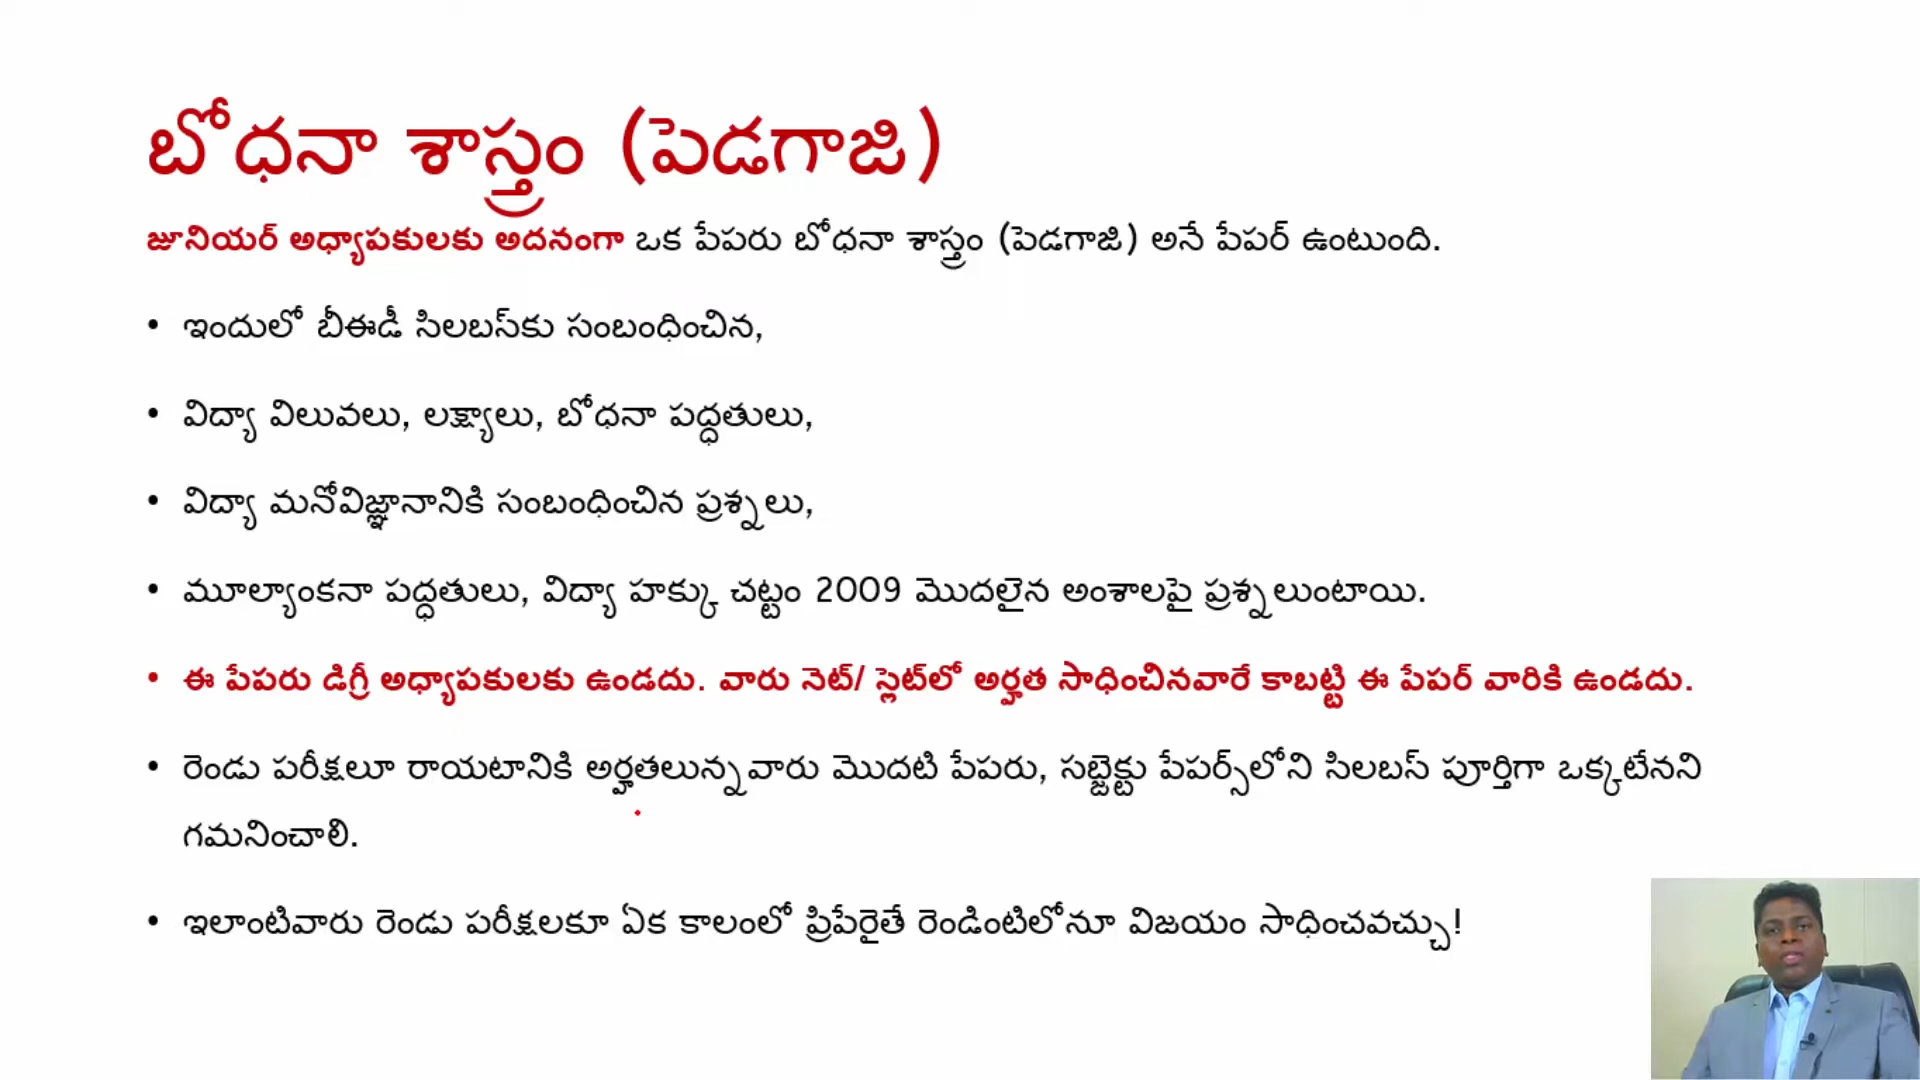 బోధనా శాస్త్రం (పెడగాజి)
జూనియర్ అధ్యాపకులకు అదనంగా ఒక పేపరు బోధనా శాస్త్రం (పెడగాజి) అనే పేపర్ ఉంటుంది.
• ఇందులో బీఈడీ సిలబస్‌కు సంబంధించిన,
• విద్యా విలువలు, లక్ష్యాలు, బోధనా పద్ధతులు,
• విద్యా మనోవిజ్ఞానానికి సంబంధించిన ప్రశ్నలు,
• మూల్యాంకనా పద్ధతులు, విద్యా హక్కు చట్టం 2009 మొదలైన అంశాలపై ప్రశ్నలుంటాయి.
• ఈ పేపరు డిగ్రీ అధ్యాపకులకు ఉండదు. వారు నెట్/ స్లెట్‌లో అర్హత సాధించినవారే కాబట్టి ఈ పేపర్ వారికి ఉండదు.
• రెండు పరీక్షలూ రాయటానికి అర్హతలున్నవారు మొదటి పేపరు, సబ్జెక్టు పేపర్స్‌లోని సిలబస్ పూర్తిగా ఒక్కటేనని
గమనించాలి.
• ఇలాంటివారు రెండు పరీక్షలకూ ఏక కాలంలో ప్రిపేరైతే రెండింటిలోనూ విజయం సాధించవచ్చు!